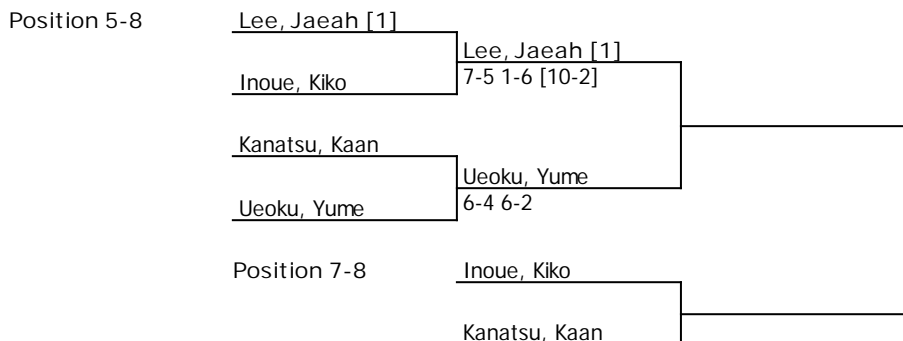 Position 5-8
Lee, Jaeah [1]
Lee, Jaeah [1]
7-5 1-6 [10-2]
Inoue, Kiko
Kanatsu, Kaan
Ueoku, Yume
6-4 6-2
Ueoku, Yume
Position 7-8
Inoue, Kiko
Kanatsu, Kaan